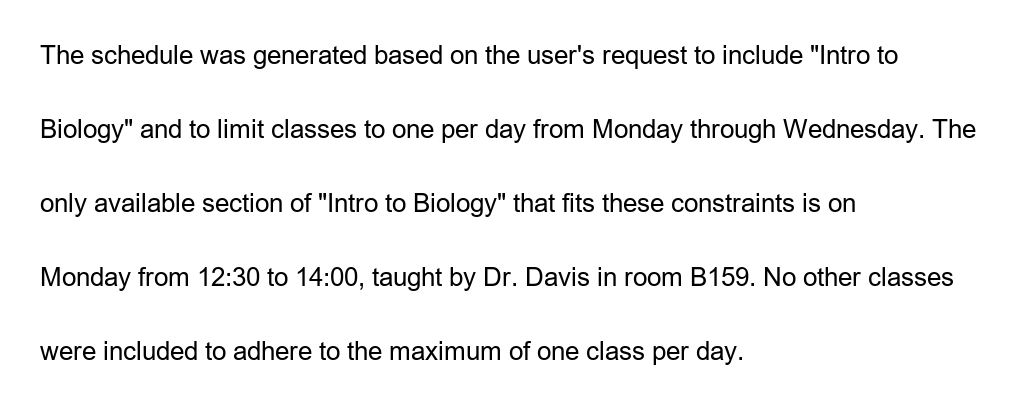 The schedule was generated based on the user's request to include "Intro to
Biology" and to limit classes to one per day from Monday through Wednesday. The
only available section of "Intro to Biology" that fits these constraints is on
Monday from 12:30 to 14:00, taught by Dr. Davis in room B159. No other classes
were included to adhere to the maximum of one class per day.